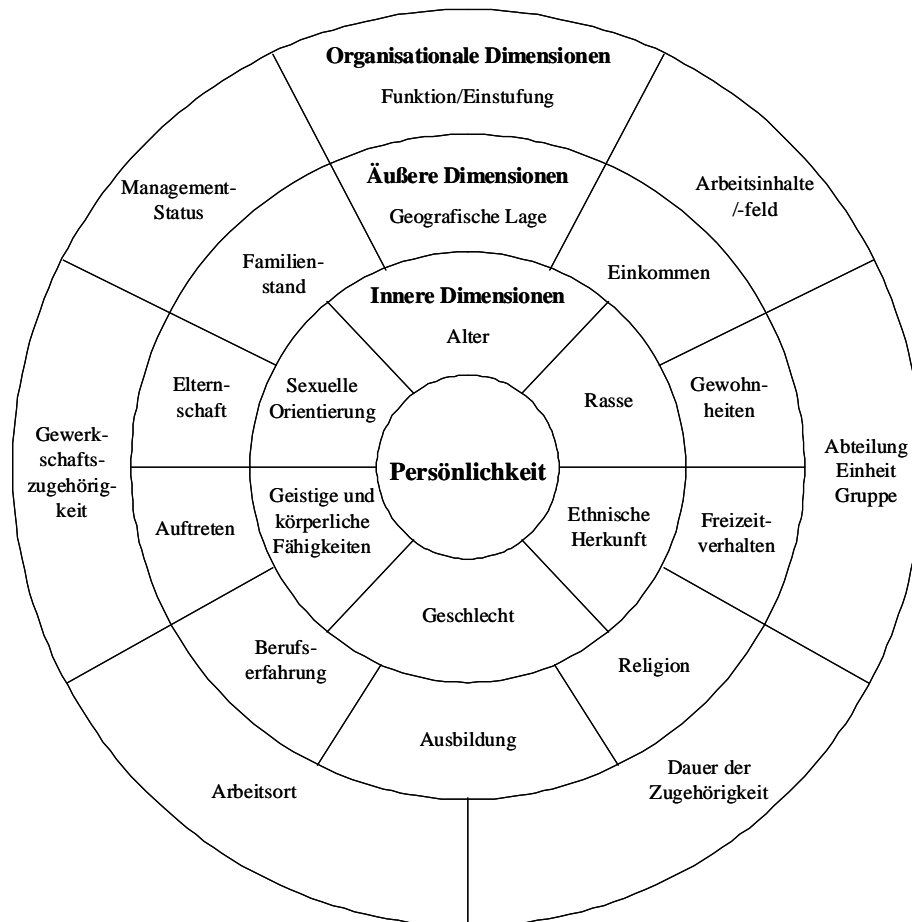 Organisationale Dimensionen
Funktion/Einstufung
Management-
Status
Arbeitsinhalte
/-feld
Äußere Dimensionen
Geografische Lage
Familien-
stand
Einkommen
Innere Dimensionen
Alter
Eltern-
schaft
Sexuelle
Orientierung
Rasse
Gewohn-
heiten
Gewerk-
schafts-
zugehörig-
keit
Persönlichkeit
Abteilung
Einheit
Gruppe
Auftreten
Geistige und
körperliche
Fähigkeiten
Ethnische
Herkunft
Freizeit-
verhalten
Geschlecht
Berufs-
erfahrung
Religion
Ausbildung
Arbeitsort
Dauer der
Zugehörigkeit